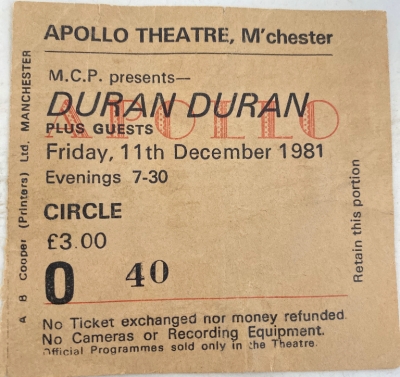 APOLLO THEATRE, M'chester
M.C.P. presents—
DURAN DURAN
APOLLO
PLUS GUESTS
Friday, 11th December 1981
Evenings 7-30
CIRCLE
£3.00
O 40
No Ticket exchanged nor money refunded
No Cameras or Recording Equipment.
Official Programmes sold only in the Theatre.
A B Cooper (Printers) Ltd. MANCHESTER
Retain this portion